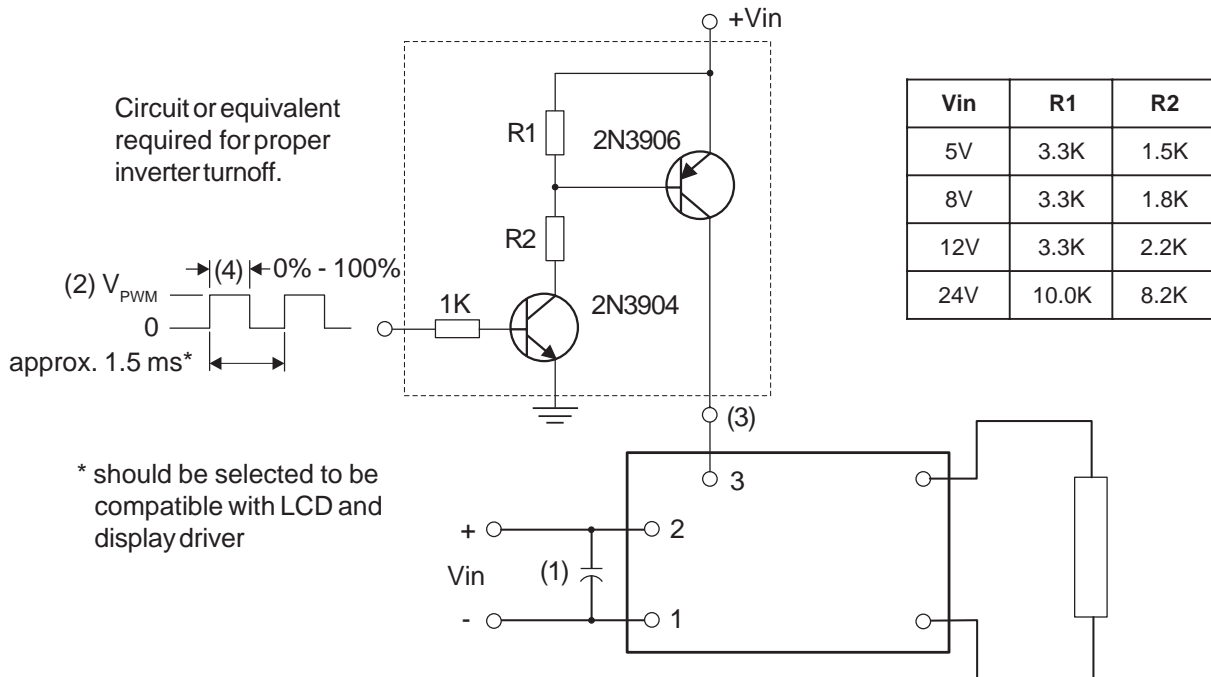 +Vin
Circuit or equivalent
required for proper
inverter turnoff.
R1
2N3906
R2
(2) VPWM
(4)
0% - 100%
0
approx. 1.5 ms*
1K
2N3904
(3)
Vin R1 R2
5V 3.3K 1.5K
8V 3.3K 1.8K
12V 3.3K 2.2K
24V 10.0K 8.2K
* should be selected to be
compatible with LCD and
display driver
3
+
2
Vin
(1)
-
1